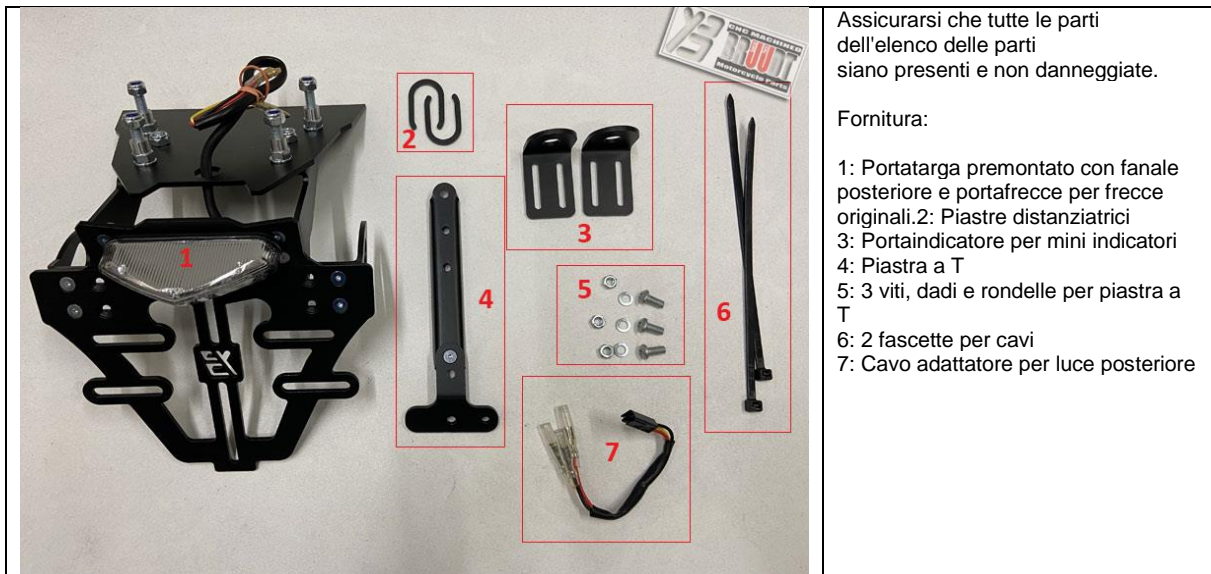 CNC MACHINED
Motorcycle Parts
1
2
3
4
5
6
7
Assicurarsi che tutte le parti
dell'elenco delle parti
siano presenti e non danneggiate.
Fornitura:
1: Portatarga premontato con fanale
posteriore e portafrecce per frecce
originali.2: Piastre distanziatrici
3: Portaindicatore per mini indicatori
4: Piastra a T
5: 3 viti, dadi e rondelle per piastra a
T
6: 2 fascette per cavi
7: Cavo adattatore per luce posteriore